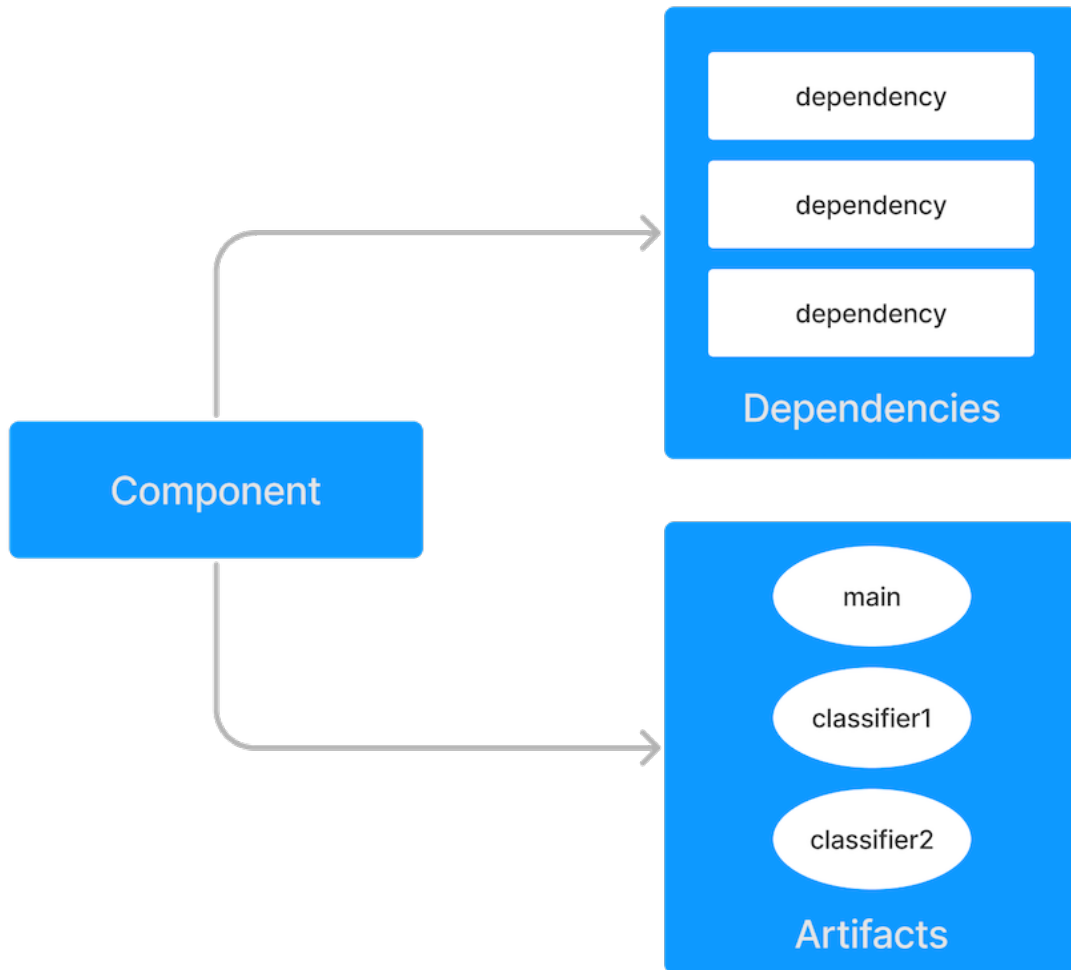 dependency
dependency
dependency
Dependencies
Component
main
classifier1
classifier2
Artifacts